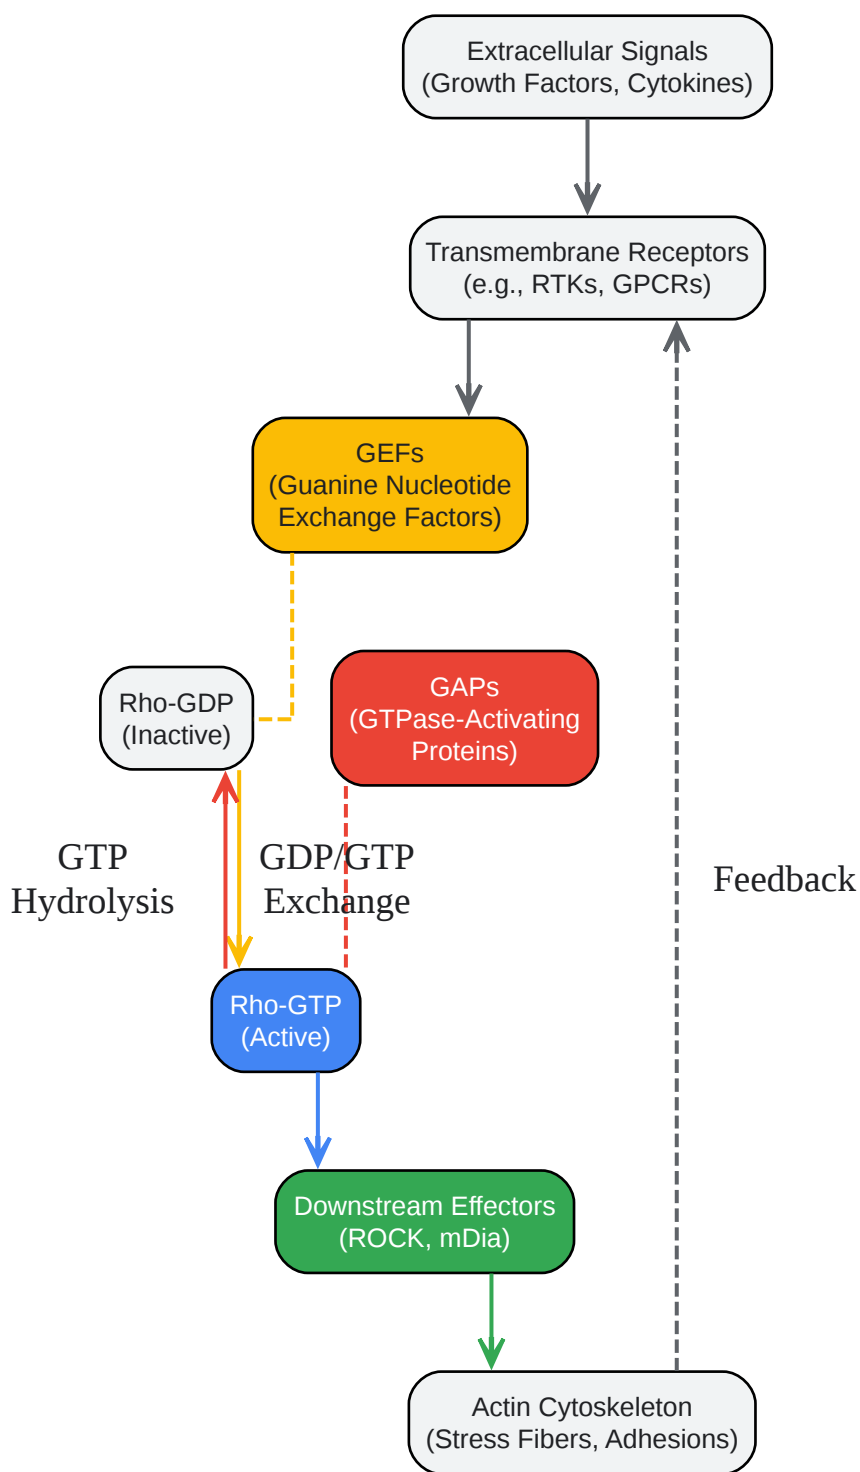 Extracellular Signals
(Growth Factors, Cytokines)
Transmembrane Receptors
(e.g., RTKs, GPCRs)
GEFs
(Guanine Nucleotide
Exchange Factors)
Rho-GDP
(Inactive)
GAPs
(GTPase-Activating
Proteins)
GTP
Hydrolysis
GDP/GTP
Exchange
Feedback
Rho-GTP
(Active)
Downstream Effectors
(ROCK, mDia)
Actin Cytoskeleton
(Stress Fibers, Adhesions)